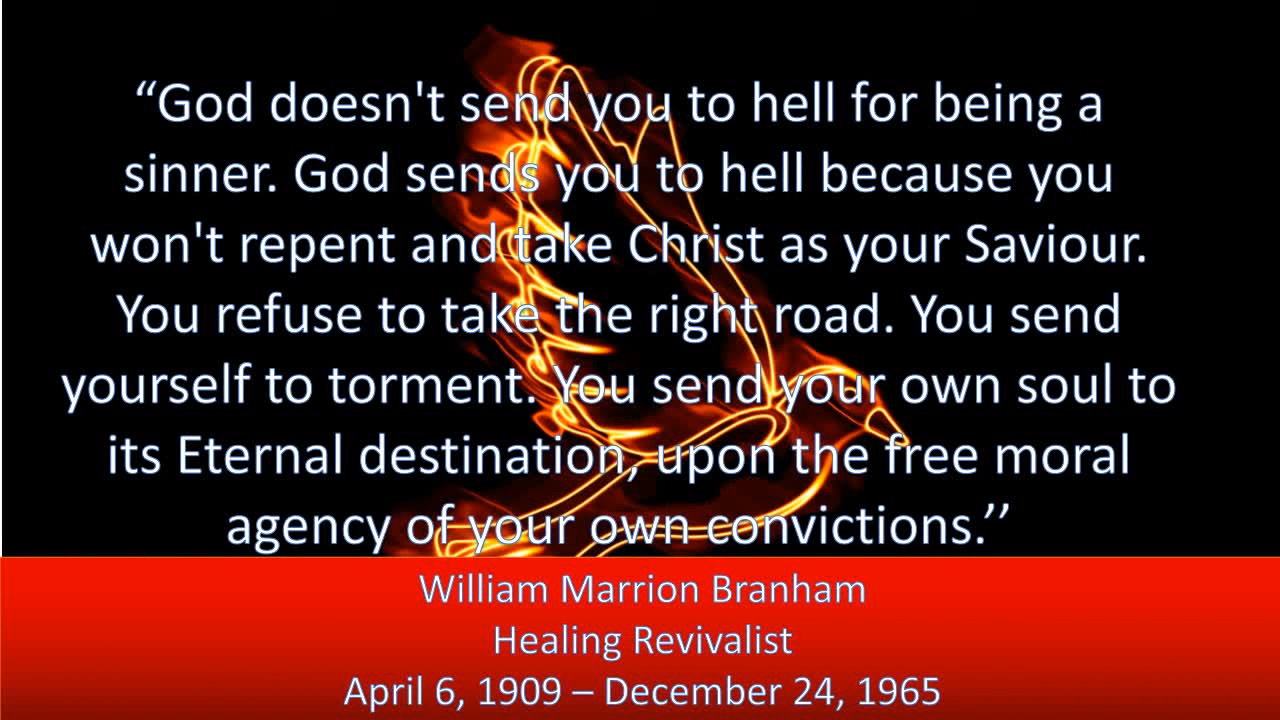 “God doesn't send you to hell for being a
sinner. God sends you to hell because you
won't repent and take Christ as your Saviour.
You refuse to take the right road. You send
yourself to torment. You send your own soul to
its Eternal destination, upon the free moral
agency of your own convictions.’’
William Marrion Branham
Healing Revivalist
April 6, 1909 – December 24, 1965